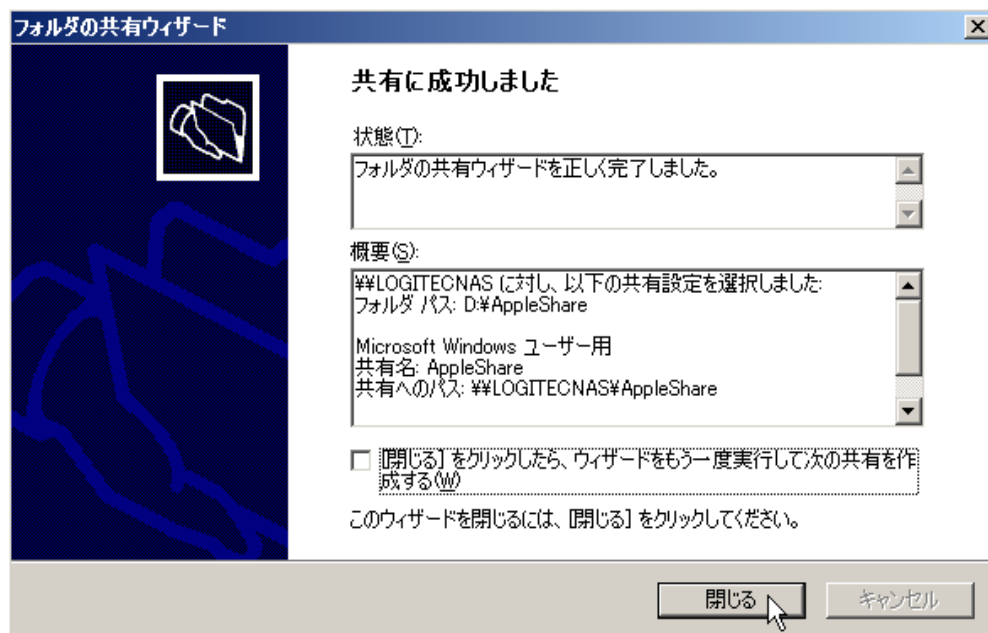 フォルダの共有ウィザード
共有に成功しました
状態(T):
フォルダの共有ウィザードを正しく完了しました。
概要(S):
¥¥LOGITECNAS に対し、以下の共有設定を選択しました:
フォルダ パス: D:¥AppleShare
Microsoft Windows ユーザー用
共有名: AppleShare
共有へのパス: ¥¥LOGITECNAS¥AppleShare
[閉じる] をクリックしたら、ウィザードをもう一度実行して次の共有を作
成する(W)
このウィザードを閉じるには、[閉じる] をクリックしてください。
閉じる
キャンセル